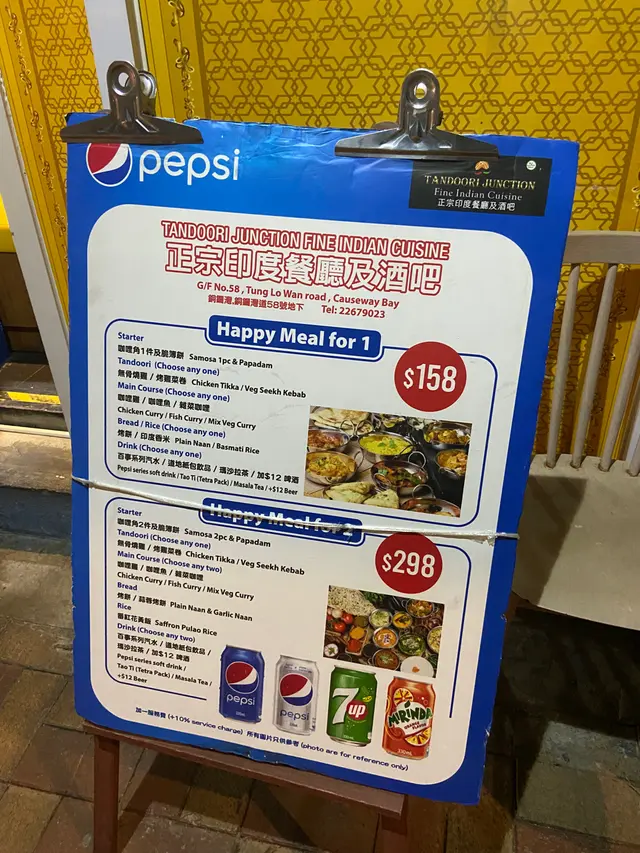 pepsi
TANDOORI JUNCTION
Fine Indian Cuisine
正宗印度餐廳及酒吧
TANDOORI JUNCTION FINE INDIAN CUISINE
正宗印度餐廳及酒吧
G/F No.58 , Tung Lo Wan road , Causeway Bay
銅鑼灣,銅鑼灣道58號地下 Tel: 22679023
Happy Meal for 1
$158
Starter
咖喱角1件及脆薄餅 Samosa 1pc & Papadam
Tandoori (Choose any one)
無骨燒雞 / 烤雜菜卷 Chicken Tikka / Veg Seekh Kebab
Main Course (Choose any one)
咖喱雞 / 咖喱魚 / 雜菜咖喱
Chicken Curry / Fish Curry / Mix Veg Curry
Bread / Rice (Choose any one)
烤餅 / 印度香米 Plain Naan / Basmati Rice
Drink (Choose any one)
百事系列汽水 / 道地紙包飲品 / 瑪沙拉茶 / 加$12 啤酒
Pepsi series soft drink / Tao Ti (Tetra Pack) / Masala Tea / +$12 Beer
Happy Meal for 2
$298
Starter
咖喱角2件及脆薄餅 Samosa 2pc & Papadam
Tandoori (Choose any one)
無骨燒雞 / 烤雜菜卷 Chicken Tikka / Veg Seekh Kebab
Main Course (Choose any two)
咖喱雞 / 咖喱魚 / 雜菜咖喱
Chicken Curry / Fish Curry / Mix Veg Curry
Bread
烤餅 / 蒜蓉烤餅 Plain Naan & Garlic Naan
Rice
番紅花黃飯 Saffron Pulao Rice
Drink (Choose any two)
百事系列汽水 / 道地紙包飲品 /
瑪沙拉茶 / 加$12 啤酒
Pepsi series soft drink /
Tao Ti (Tetra Pack) / Masala Tea /
+$12 Beer
pepsi
pepsi
7up
MIRINDA
330ml
加一服務費 (+10% service charge) 所有圖片只供參考 (photo are for reference only)